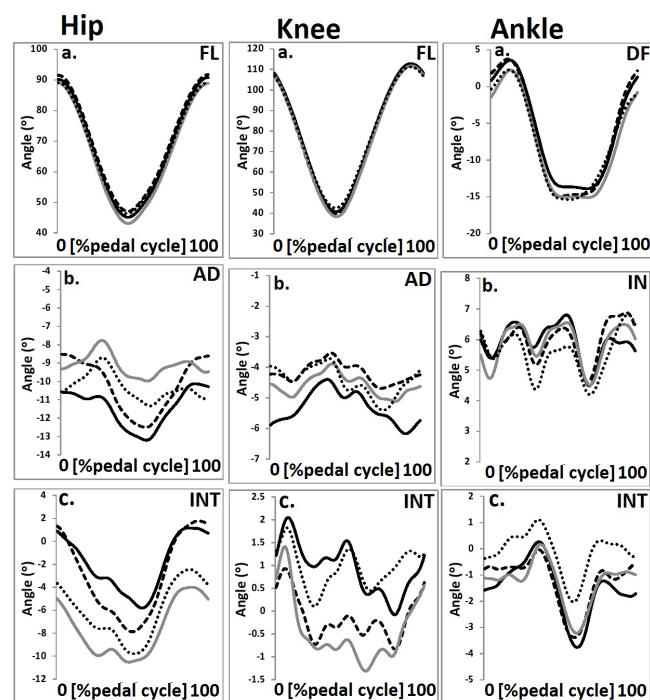 Hip Knee Ankle
a. FL
100
90
80
70
60
50
40
Angle (°)
0 [%pedal cycle] 100
a. FL
120
110
100
90
80
70
60
50
40
30
Angle (°)
0 [%pedal cycle] 100
a. DF
5
0
-5
-10
-15
-20
Angle (°)
0 [%pedal cycle] 100
b. AD
-4
-5
-6
-7
-8
-9
-10
-11
-12
-13
-14
Angle (°)
0 [%pedal cycle] 100
b. AD
-1
-2
-3
-4
-5
-6
-7
Angle (°)
0 [%pedal cycle] 100
b. IN
8
7
6
5
4
3
2
Angle (°)
0 [%pedal cycle] 100
c. INT
4
2
0
-2
-4
-6
-8
-10
-12
Angle (°)
0 [%pedal cycle] 100
c. INT
2.5
2
1.5
1
0.5
0
-0.5
-1
-1.5
Angle (°)
0 [%pedal cycle] 100
c. INT
2
1
0
-1
-2
-3
-4
-5
Angle (°)
0 [%pedal cycle] 100